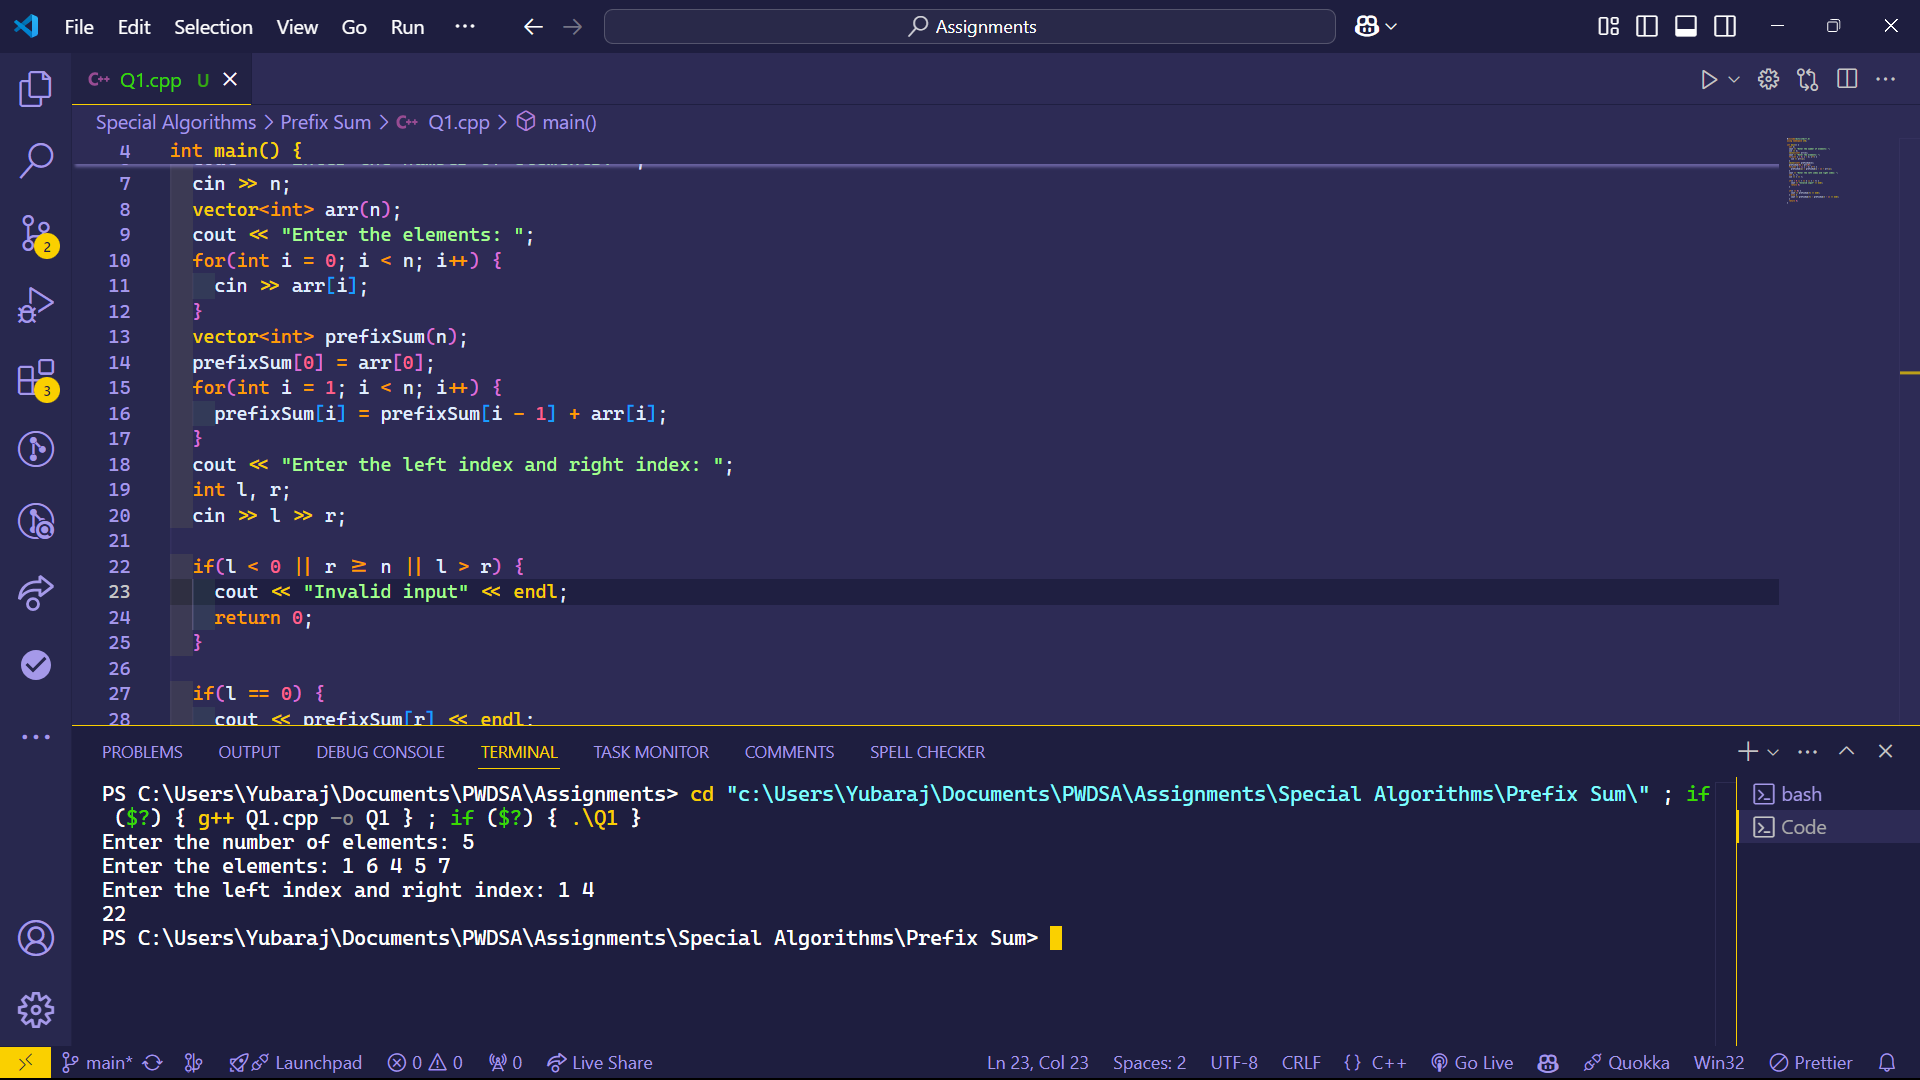 File Edit Selection View Go Run ··· Assignments
C++ Q1.cpp U
Special Algorithms > Prefix Sum > C++ Q1.cpp > main()
4 int main() {
7 cin >> n;
8 vector<int> arr(n);
9 cout << "Enter the elements: ";
10 for(int i = 0; i < n; i++) {
11 cin >> arr[i];
12 }
13 vector<int> prefixSum(n);
14 prefixSum[0] = arr[0];
15 for(int i = 1; i < n; i++) {
16 prefixSum[i] = prefixSum[i - 1] + arr[i];
17 }
18 cout << "Enter the left index and right index: ";
19 int l, r;
20 cin >> l >> r;
21
22 if(l < 0 || r >= n || l > r) {
23 cout << "Invalid input" << endl;
24 return 0;
25 }
26
27 if(l == 0) {
28 cout << prefixSum[r] << endl;
2
3
PROBLEMS OUTPUT DEBUG CONSOLE TERMINAL TASK MONITOR COMMENTS SPELL CHECKER
PS C:\Users\Yubaraj\Documents\PWDSA\Assignments> cd "c:\Users\Yubaraj\Documents\PWDSA\Assignments\Special Algorithms\Prefix Sum\" ; if
($?) { g++ Q1.cpp -o Q1 } ; if ($?) { .\Q1 }
Enter the number of elements: 5
Enter the elements: 1 6 4 5 7
Enter the left index and right index: 1 4
22
PS C:\Users\Yubaraj\Documents\PWDSA\Assignments\Special Algorithms\Prefix Sum>
bash
Code
main* Launchpad 0 0 0 Live Share Ln 23, Col 23 Spaces: 2 UTF-8 CRLF {} C++ Go Live Quokka Win32 Prettier